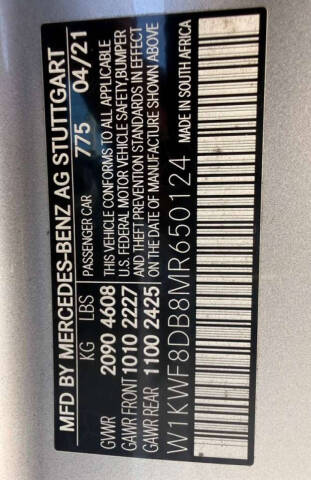 MFD BY MERCEDES-BENZ AG STUTTGART
KG LBS PASSENGER CAR 775 04/21
GVWR 2090 4608
GAWR FRONT 1010 2227
GAWR REAR 1100 2425
THIS VEHICLE CONFORMS TO ALL APPLICABLE
U.S. FEDERAL MOTOR VEHICLE SAFETY, BUMPER
AND THEFT PREVENTION STANDARDS IN EFFECT
ON THE DATE OF MANUFACTURE SHOWN ABOVE
W1KWF8DB8MR650124 MADE IN SOUTH AFRICA